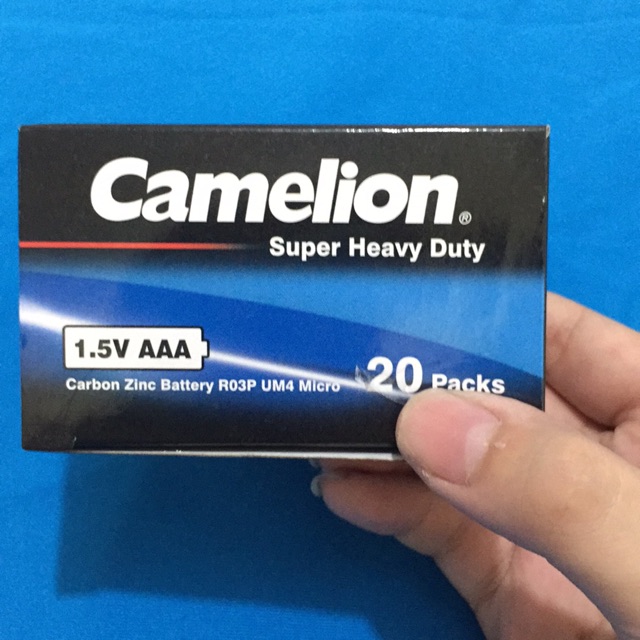 Camelion®
Super Heavy Duty
1.5V AAA
Carbon Zinc Battery R03P UM4 Micro
20 Packs